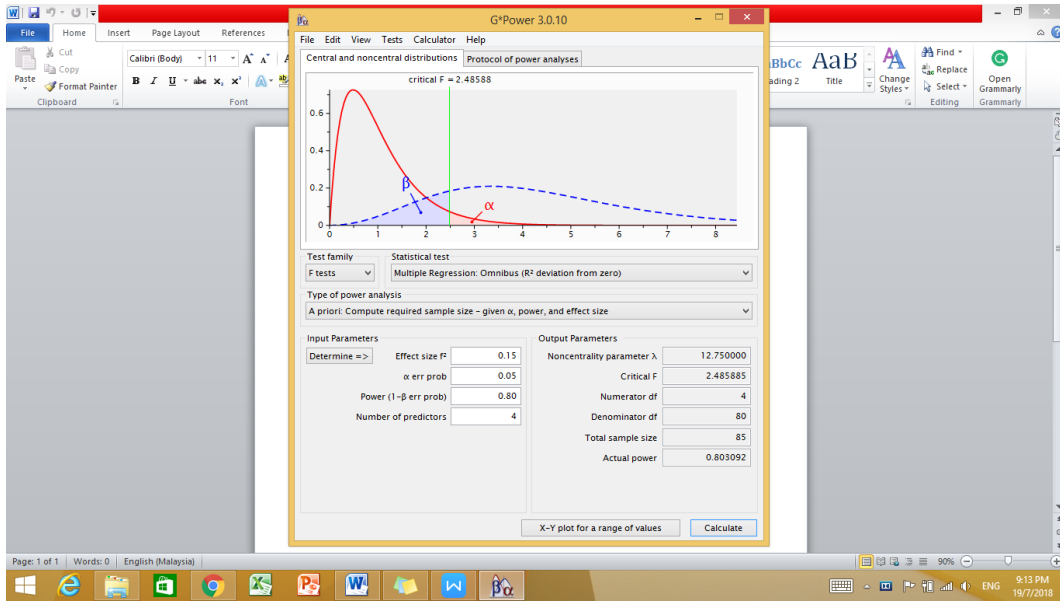 G*Power 3.0.10
File Home Insert Page Layout References
File Edit View Tests Calculator Help
Cut
Copy
Format Painter
Paste
Clipboard
Calibri (Body) 11 A A
B I U abc x₂ x² A ab
Font
Central and noncentral distributions Protocol of power analyses
critical F = 2.48588
0.6
0.4
0.2
0
β
α
0 1 2 3 4 5 6 7 8
BbCc AaB
ading 2 Title
Change Styles
Find
Replace
Select
Editing
Open Grammarly
Grammarly
Test family
F tests
Statistical test
Multiple Regression: Omnibus (R² deviation from zero)
Type of power analysis
A priori: Compute required sample size – given α, power, and effect size
Input Parameters
Determine =>
Effect size f² 0.15
α err prob 0.05
Power (1-β err prob) 0.80
Number of predictors 4
Output Parameters
Noncentrality parameter λ 12.750000
Critical F 2.485885
Numerator df 4
Denominator df 80
Total sample size 85
Actual power 0.803092
X-Y plot for a range of values Calculate
Page: 1 of 1 Words: 0 English (Malaysia)
90%
ENG
9:13 PM
19/7/2018